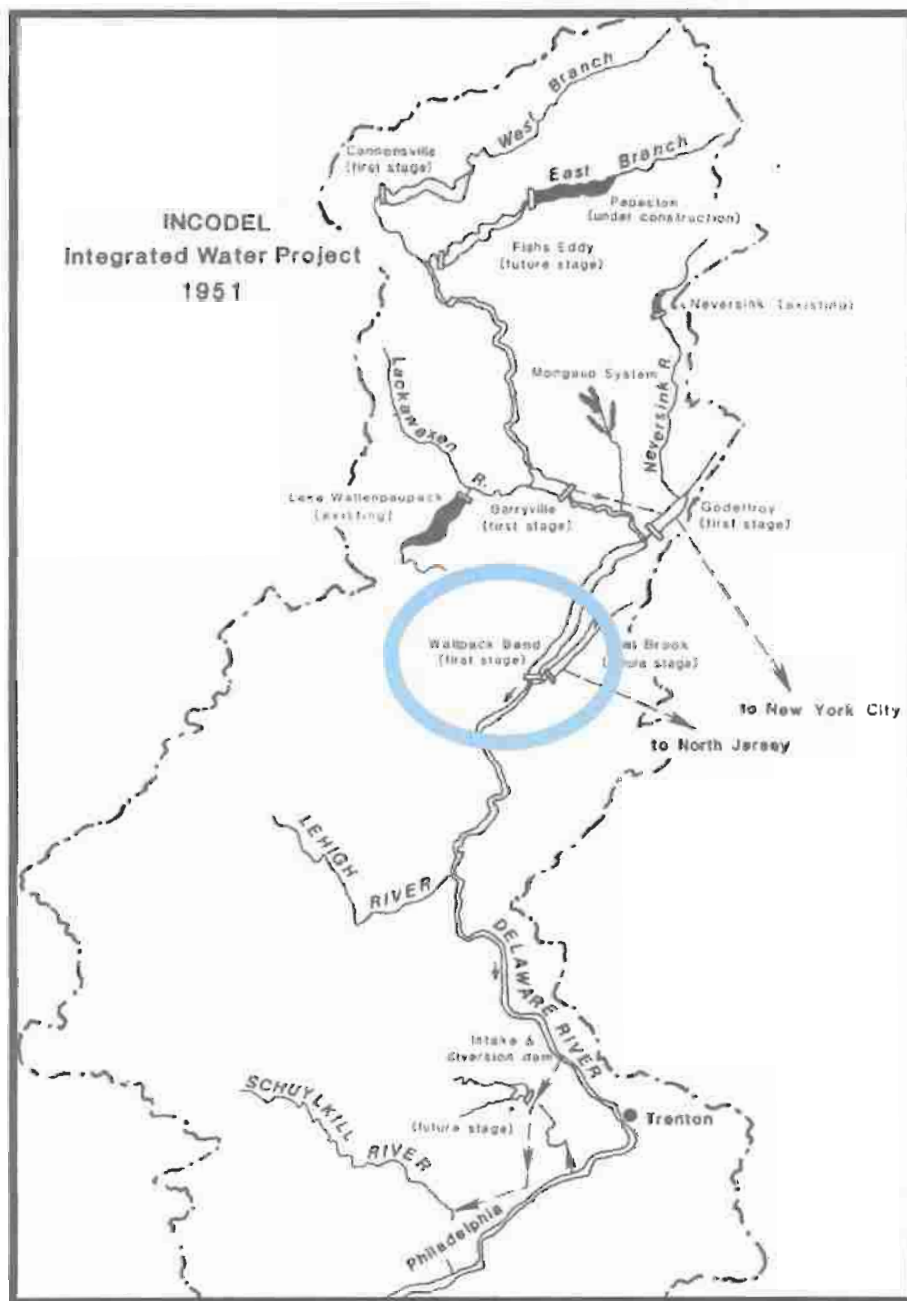 West Branch
Cannonsville
(first stage)
East Branch
Pepacton
(under construction)
INCODEL
Integrated Water Project
1951
Fishs Eddy
(future stage)
Neversink (existing)
Mongaup System
Neversink R.
Lackawaxen R.
Lake Wallenpaupack
(existing)
Barryville
(first stage)
Godeffroy
(first stage)
Wallpack Bend
(first stage)
Brook
stage)
to New York City
to North Jersey
LEHIGH
RIVER
DELAWARE RIVER
Intake &
diversion dam
SCHUYLKILL
RIVER
(future stage)
Trenton
Philadelphia